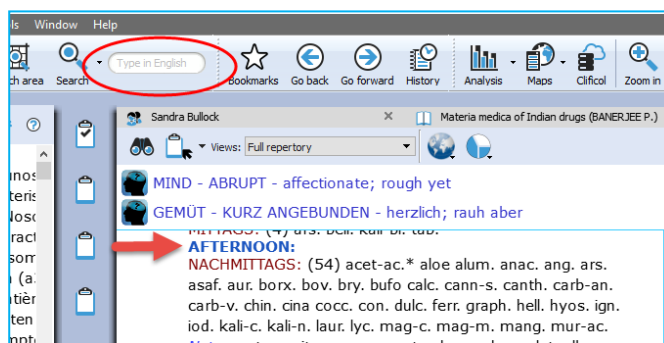 Window Help
Type in English
Search Bookmarks Go back Go forward History Analysis Maps Clificol Zoom in
Sandra Bullock
Materia medica of Indian drugs (BANERJEE P.)
Views: Full repertory
MIND - ABRUPT - affectionate; rough yet
GEMÜT - KURZ ANGEBUNDEN - herzlich; rauh aber
AFTERNOON:
NACHMITTAGS: (54) acet-ac.* aloe alum. anac. ang. ars.
asaf. aur. borx. bov. bry. bufo calc. cann-s. canth. carb-an.
carb-v. chin. cina cocc. con. dulc. ferr. graph. hell. hyos. ign.
iod. kali-c. kali-n. laur. lyc. mag-c. mag-m. mang. mur-ac.